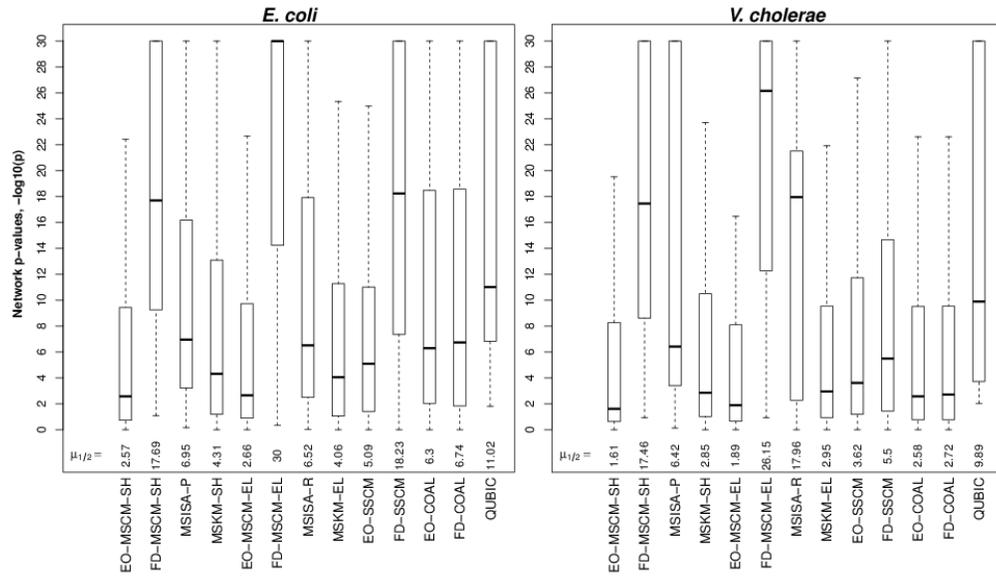 E. coli
V. cholerae
Network p-values, -log10(p)
30
28
26
24
22
20
18
16
14
12
10
8
6
4
2
0
μ1/2 =
2.57
17.69
6.95
4.31
2.66
30
6.52
4.06
5.09
18.23
6.3
6.74
11.02
EO-MSCM-SH
FD-MSCM-SH
MSISA-P
MSKM-SH
EO-MSCM-EL
FD-MSCM-EL
MSISA-R
MSKM-EL
EO-SSCM
FD-SSCM
EO-COAL
FD-COAL
QUBIC
30
28
26
24
22
20
18
16
14
12
10
8
6
4
2
0
μ1/2 =
1.61
17.46
6.42
2.85
1.89
26.15
17.96
2.95
3.62
5.5
2.58
2.72
9.89
EO-MSCM-SH
FD-MSCM-SH
MSISA-P
MSKM-SH
EO-MSCM-EL
FD-MSCM-EL
MSISA-R
MSKM-EL
EO-SSCM
FD-SSCM
EO-COAL
FD-COAL
QUBIC